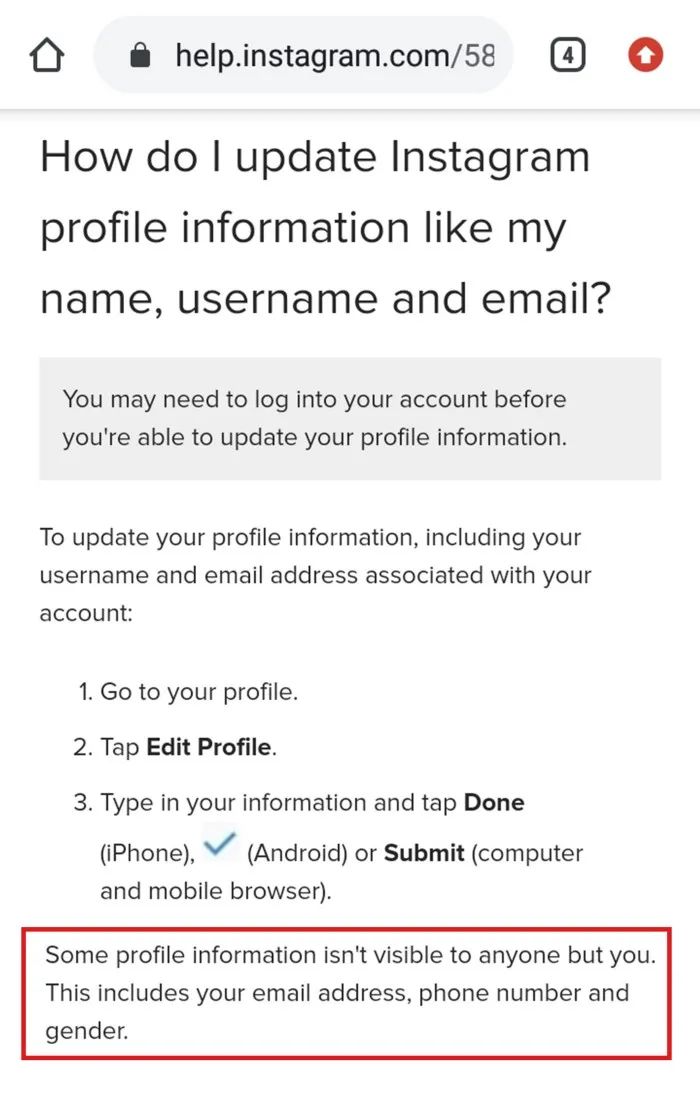 help.instagram.com/58
4
How do I update Instagram
profile information like my
name, username and email?
You may need to log into your account before
you're able to update your profile information.
To update your profile information, including your
username and email address associated with your
account:
1. Go to your profile.
2. Tap Edit Profile.
3. Type in your information and tap Done
(iPhone), (Android) or Submit (computer
and mobile browser).
Some profile information isn't visible to anyone but you.
This includes your email address, phone number and
gender.